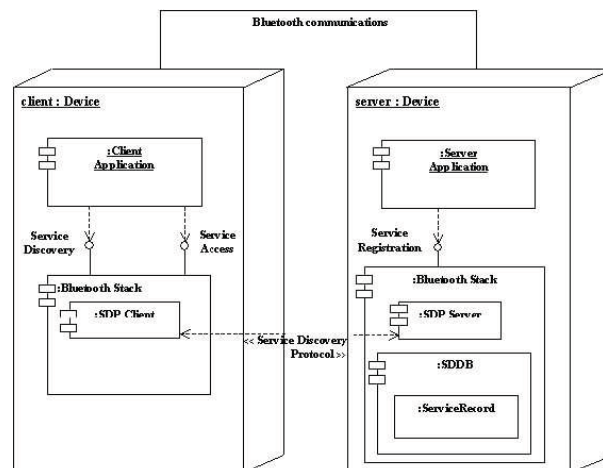 Bluetooth communications
client : Device
:Client
Application
Service
Discovery
Service
Access
:Bluetooth Stack
:SDP Client
server : Device
:Server
Application
Service
Registration
:Bluetooth Stack
:SDP Server
<< Service Discovery
Protocol >>
:SDDB
:ServiceRecord